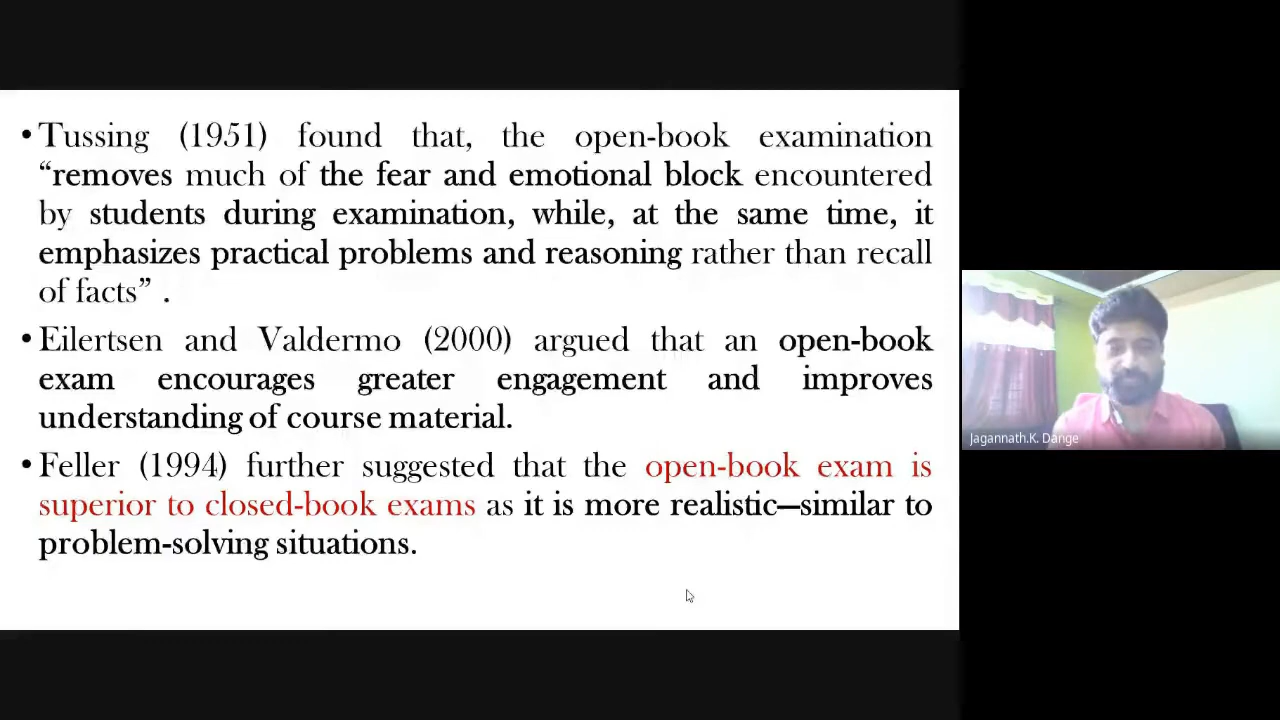 • Tussing (1951) found that, the open-book examination
“removes much of the fear and emotional block encountered
by students during examination, while, at the same time, it
emphasizes practical problems and reasoning rather than recall
of facts” .
• Eilertsen and Valdermo (2000) argued that an open-book
exam encourages greater engagement and improves
understanding of course material.
• Feller (1994) further suggested that the open-book exam is
superior to closed-book exams as it is more realistic—similar to
problem-solving situations.
Jagannath.K. Dange